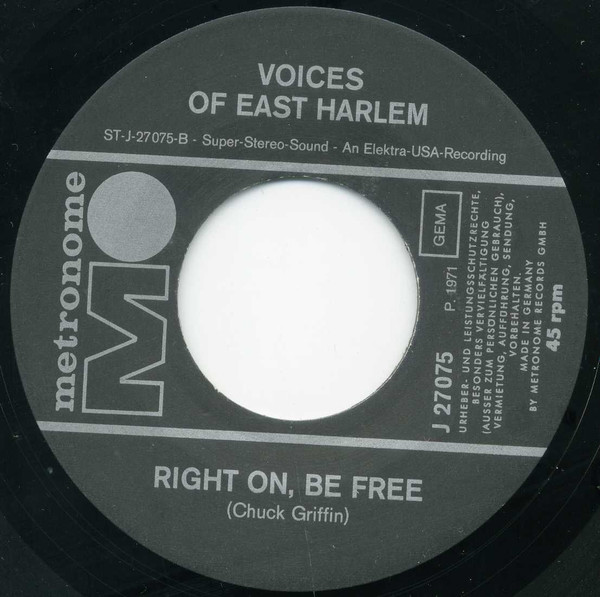 VOICES
OF EAST HARLEM
ST-J-27075-B - Super-Stereo-Sound - An Elektra-USA-Recording
metronome
M
GEMA
P. 1971
J 27075
URHEBER- UND LEISTUNGSSCHUTZRECHTE,
BESONDERS VERVIELFÄLTIGUNG
(AUSSER ZUM PERSÖNLICHEN GEBRAUCH),
VERMIETUNG, AUFFÜHRUNG, SENDUNG,
VORBEHALTEN.
MADE IN GERMANY
BY METRONOME RECORDS GMBH
45 rpm
RIGHT ON, BE FREE
(Chuck Griffin)